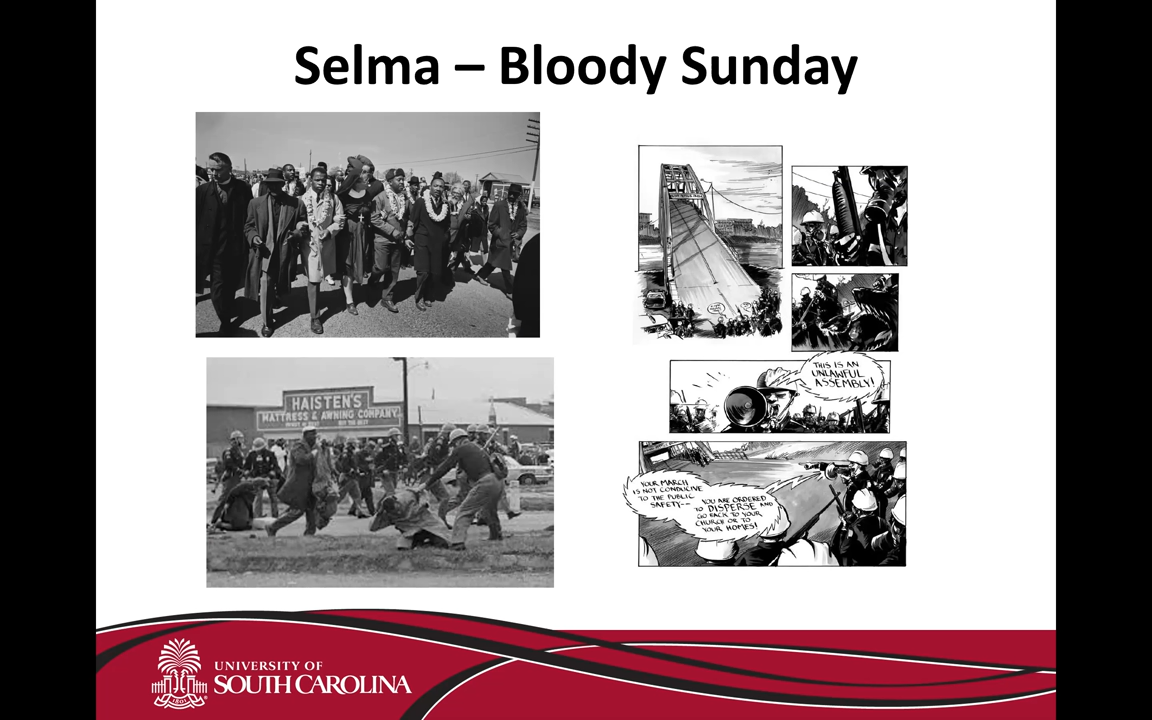 Selma – Bloody Sunday
HAISTEN'S
MATTRESS & AWNING COMPANY
THIS IS AN
UNLAWFUL
ASSEMBLY!
YOUR MARCH
IS NOT CONDUCIVE
TO THE PUBLIC
SAFETY--
YOU ARE ORDERED
TO DISPERSE AND
GO BACK TO YOUR
CHURCH OR TO
YOUR HOMES!
UNIVERSITY OF
SOUTH CAROLINA
1801